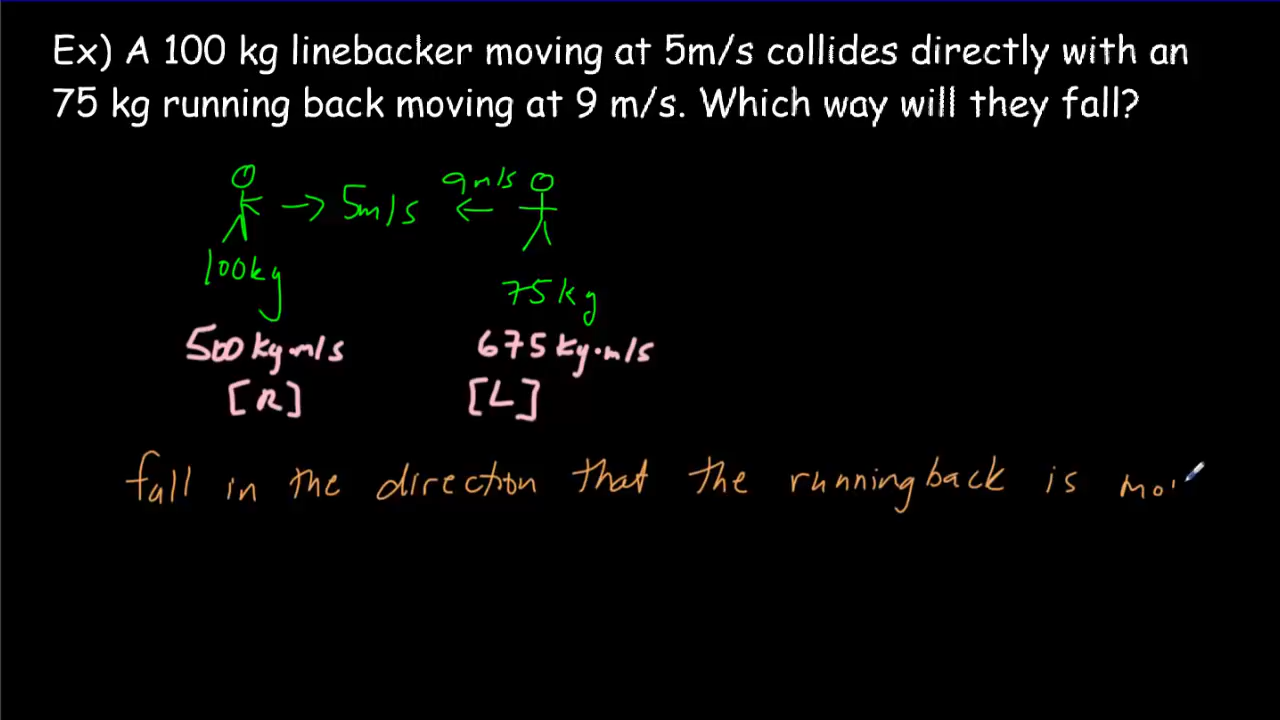 Ex) A 100 kg linebacker moving at 5m/s collides directly with an
75 kg running back moving at 9 m/s. Which way will they fall?
→ 5m/s 9m/s ←
100kg 75kg
500 kg·m/s 675 kg·m/s
[R] [L]
fall in the direction that the runningback is